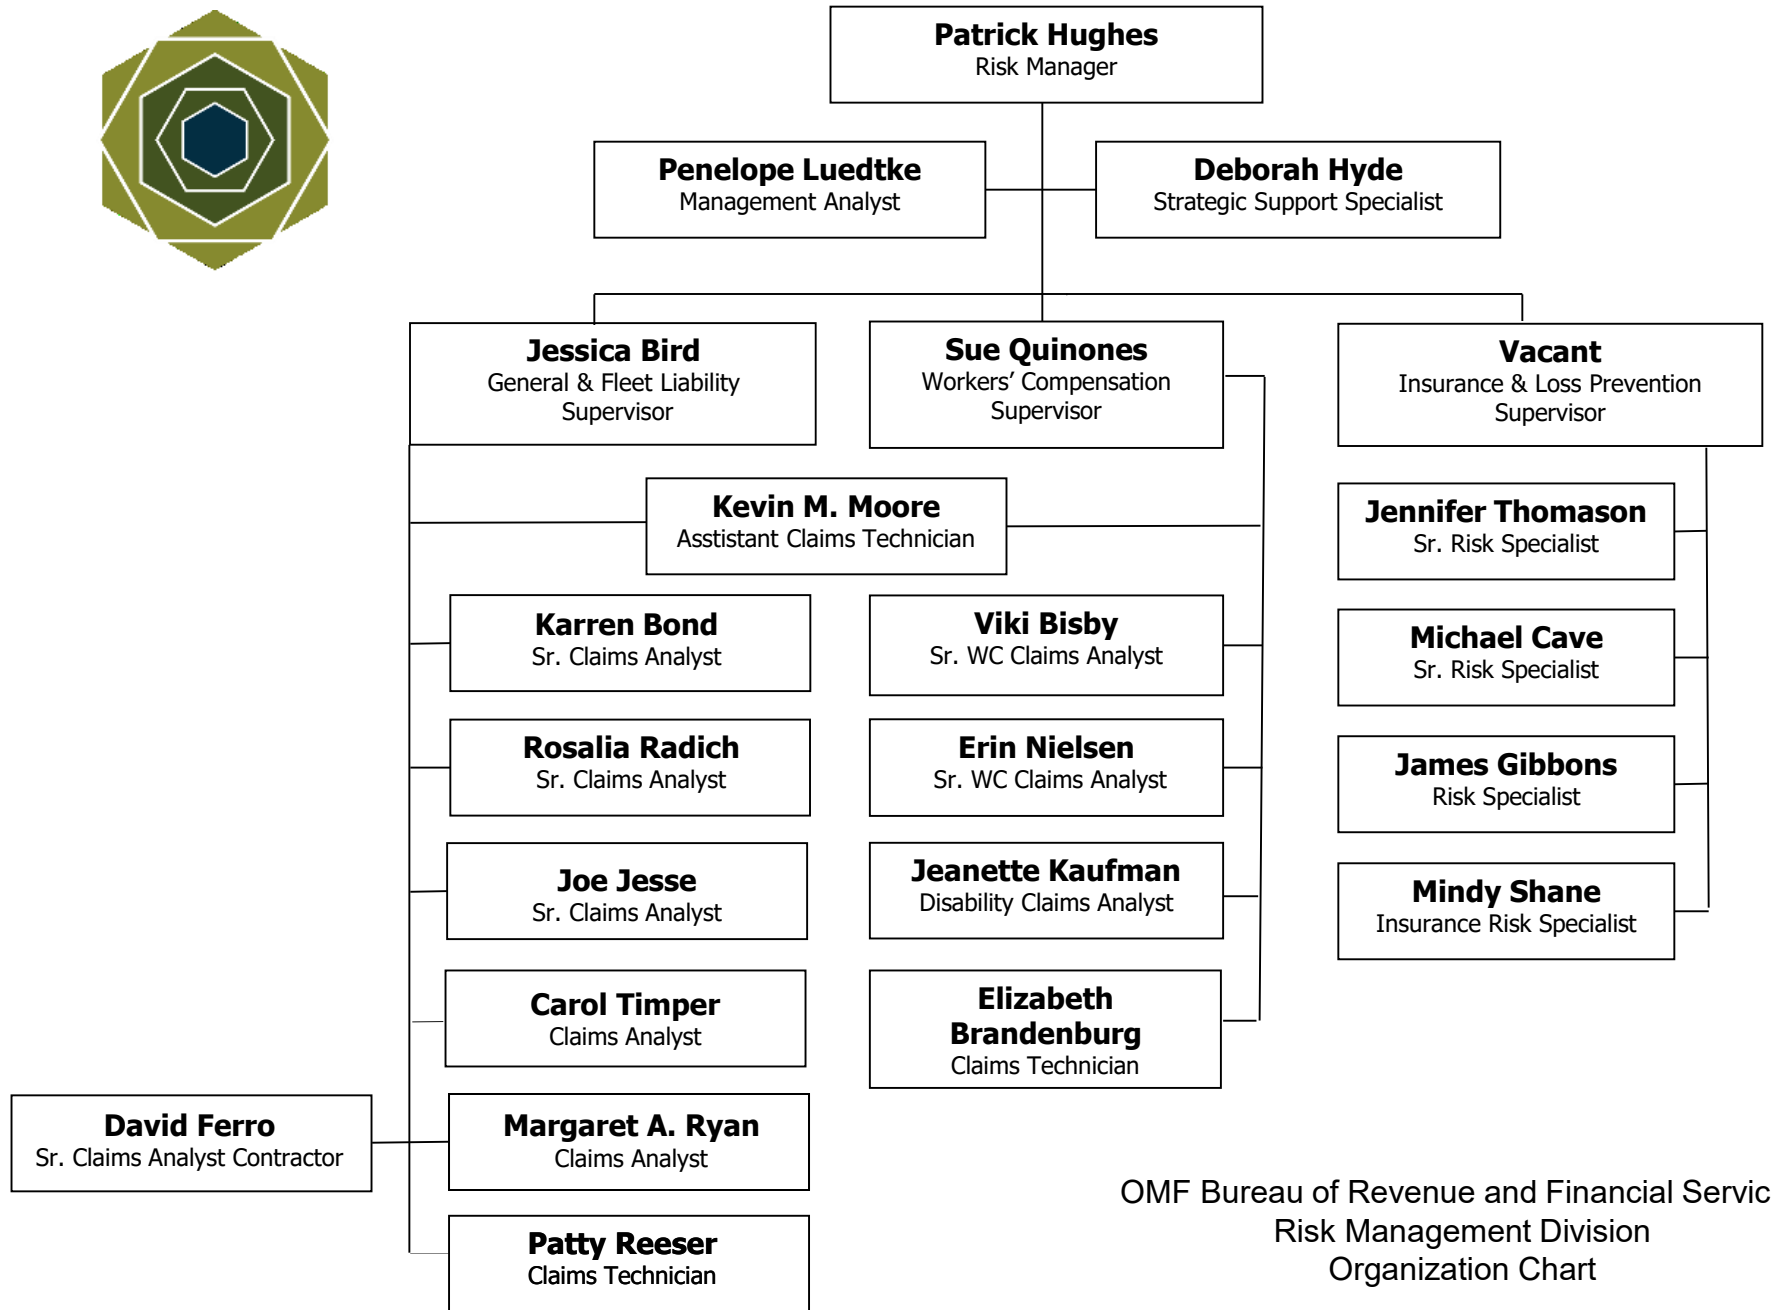 Patrick Hughes
Risk Manager
Penelope Luedtke
Management Analyst
Deborah Hyde
Strategic Support Specialist
Jessica Bird
General & Fleet Liability
Supervisor
Sue Quinones
Workers’ Compensation
Supervisor
Vacant
Insurance & Loss Prevention
Supervisor
Kevin M. Moore
Asstistant Claims Technician
Jennifer Thomason
Sr. Risk Specialist
Karren Bond
Sr. Claims Analyst
Viki Bisby
Sr. WC Claims Analyst
Michael Cave
Sr. Risk Specialist
Rosalia Radich
Sr. Claims Analyst
Erin Nielsen
Sr. WC Claims Analyst
James Gibbons
Risk Specialist
Joe Jesse
Sr. Claims Analyst
Jeanette Kaufman
Disability Claims Analyst
Mindy Shane
Insurance Risk Specialist
Carol Timper
Claims Analyst
Elizabeth
Brandenburg
Claims Technician
David Ferro
Sr. Claims Analyst Contractor
Margaret A. Ryan
Claims Analyst
Patty Reeser
Claims Technician
OMF Bureau of Revenue and Financial Servic
Risk Management Division
Organization Chart